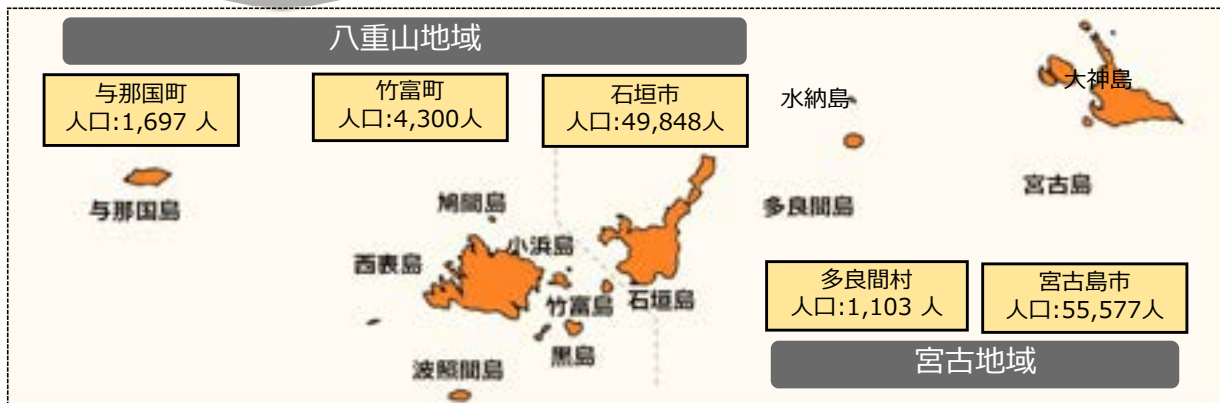 八重山地域
与那国町
人口:1,697 人
竹富町
人口:4,300人
石垣市
人口:49,848人
水納島
大神島
与那国島
鳩間島
小浜島
西表島
竹富島
石垣島
黒島
波照間島
多良間島
宮古島
多良間村
人口:1,103 人
宮古島市
人口:55,577人
宮古地域